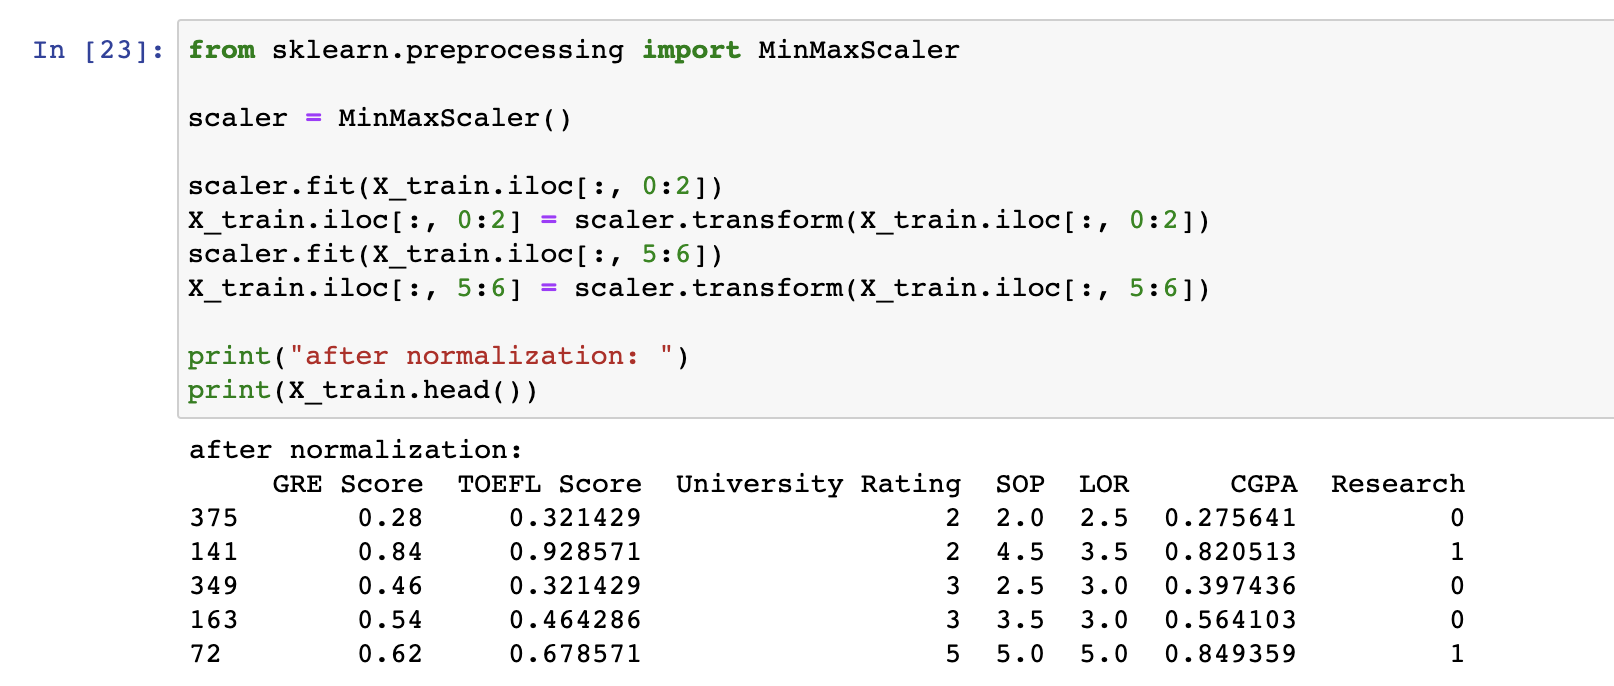 In [23]: from sklearn.preprocessing import MinMaxScaler
scaler = MinMaxScaler()
scaler.fit(X_train.iloc[:, 0:2])
X_train.iloc[:, 0:2] = scaler.transform(X_train.iloc[:, 0:2])
scaler.fit(X_train.iloc[:, 5:6])
X_train.iloc[:, 5:6] = scaler.transform(X_train.iloc[:, 5:6])
print("after normalization: ")
print(X_train.head())
after normalization:
GRE Score TOEFL Score University Rating SOP LOR CGPA Research
375 0.28 0.321429 2 2.0 2.5 0.275641 0
141 0.84 0.928571 2 4.5 3.5 0.820513 1
349 0.46 0.321429 3 2.5 3.0 0.397436 0
163 0.54 0.464286 3 3.5 3.0 0.564103 0
72 0.62 0.678571 5 5.0 5.0 0.849359 1